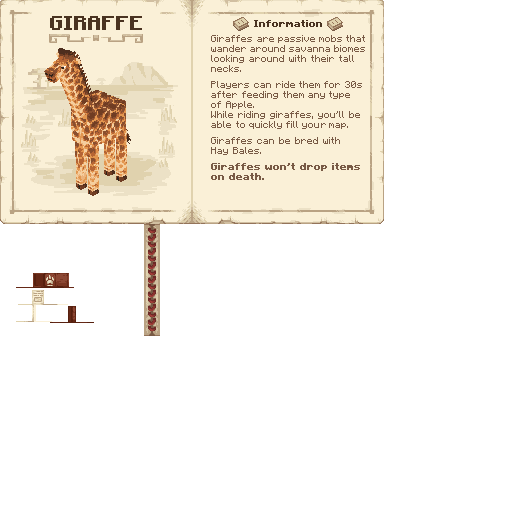 GIRAFFE
Information
Giraffes are passive mobs that
wander around savanna biomes
looking around with their tall
necks.
Players can ride them for 30s
after feeding them any type
of Apple.
While riding giraffes, you'll be
able to quickly fill your map.
Giraffes can be bred with
Hay Bales.
Giraffes won't drop items
on death.